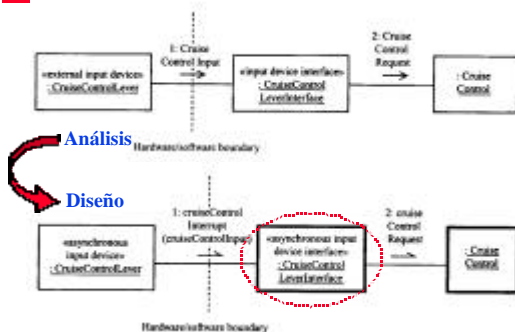 1: Cruise
Control Input
2: Cruise
Control
Request
«external input device»
: CruiseControlLever
«input device interface»
: CruiseControl
LeverInterface
: Cruise
Control
Análisis
Hardware/software boundary
Diseño
1: cruiseControl
Interrupt
(cruiseControlInput)
2: cruise
Control
Request
«asynchronous
input device»
: CruiseControlLever
«asynchronous input
device interface»
: CruiseControl
LeverInterface
: Cruise
Control
Hardware/software boundary